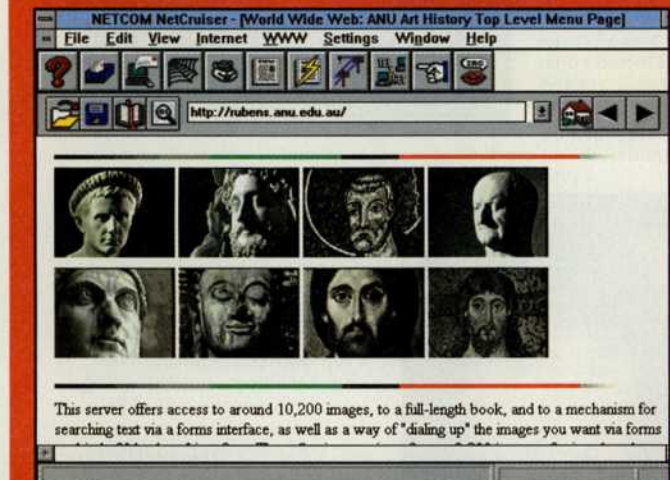 NETCOM NetCruiser - [World Wide Web: ANU Art History Top Level Menu Page]
File Edit View Internet WWW Settings Window Help
http://rubens.anu.edu.au/
This server offers access to around 10,200 images, to a full-length book, and to a mechanism for
searching text via a forms interface, as well as a way of "dialing up" the images you want via forms